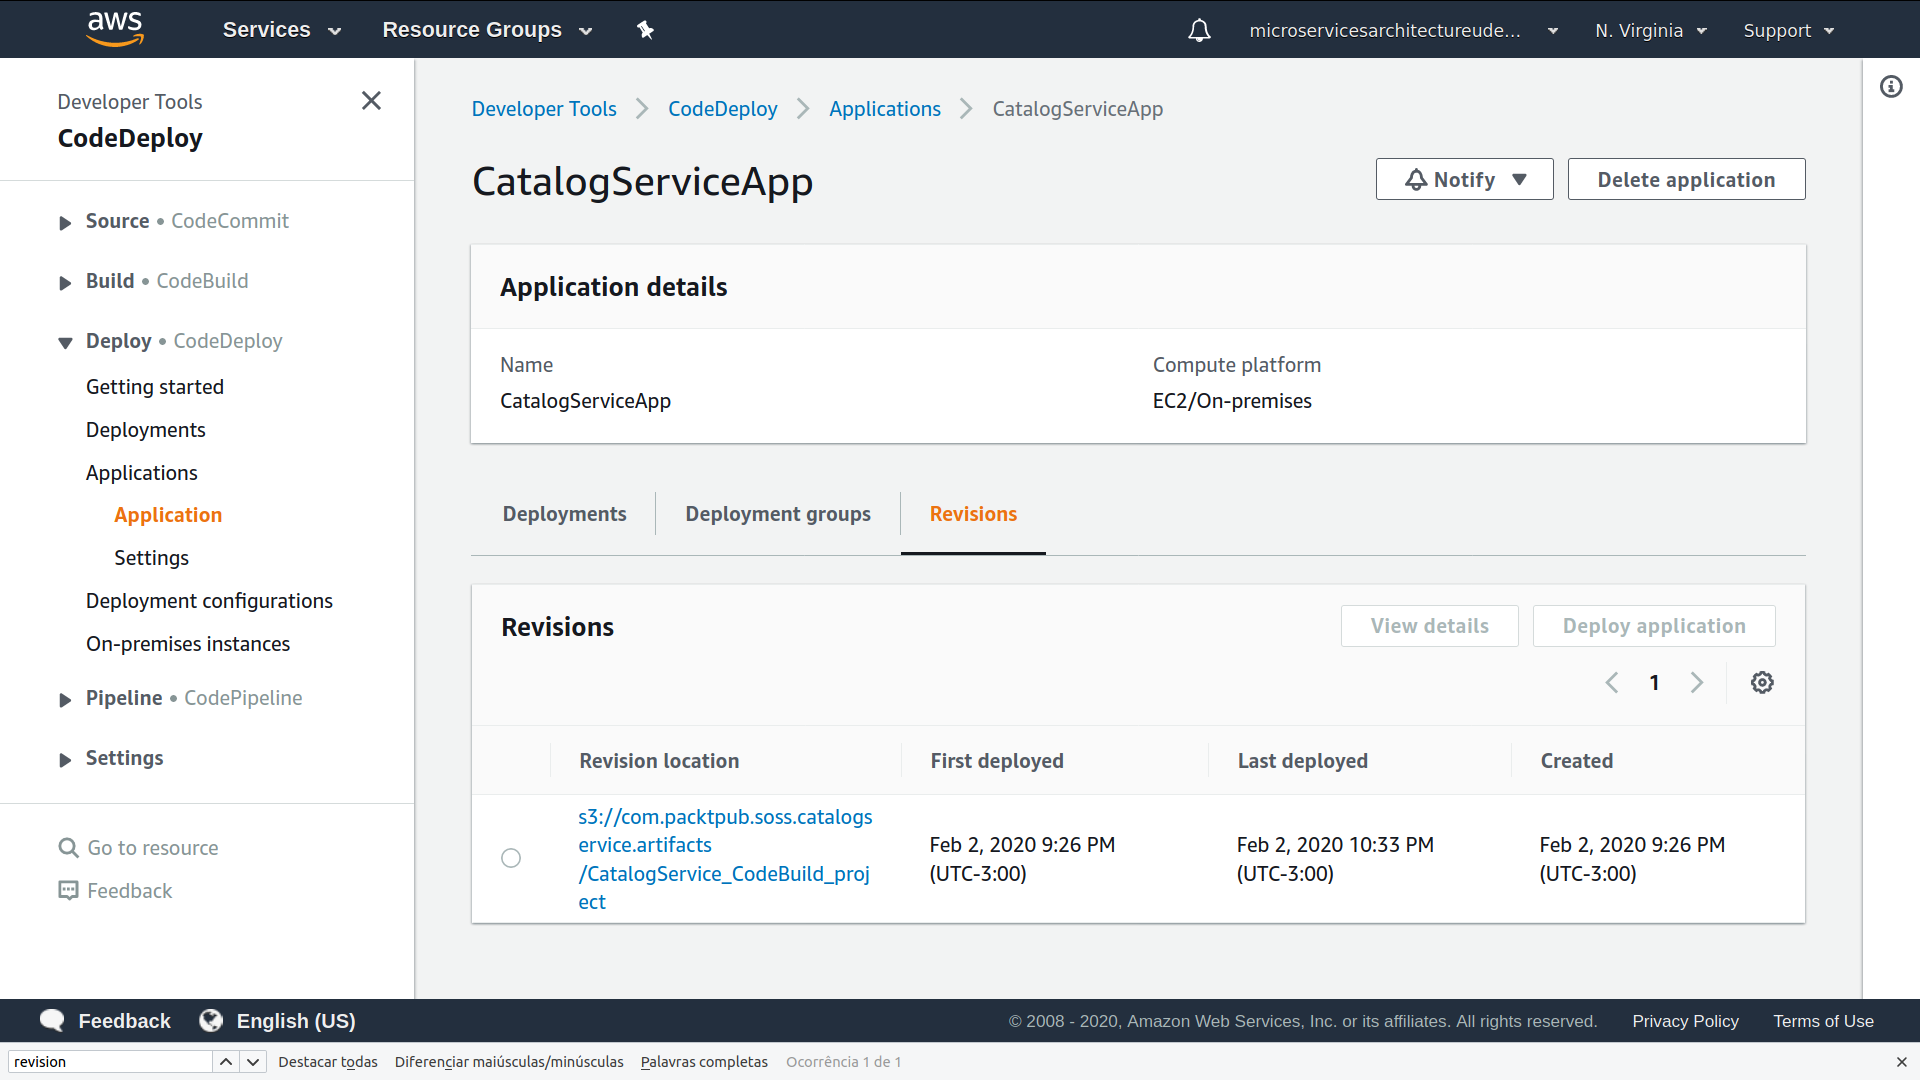 aws
Services
Resource Groups
microservicesarchitectureude...
N. Virginia
Support
Developer Tools
CodeDeploy
Source • CodeCommit
Build • CodeBuild
Deploy • CodeDeploy
Getting started
Deployments
Applications
Application
Settings
Deployment configurations
On-premises instances
Pipeline • CodePipeline
Settings
Go to resource
Feedback
Developer Tools
CodeDeploy
Applications
CatalogServiceApp
CatalogServiceApp
Notify
Delete application
Application details
Name
Compute platform
CatalogServiceApp
EC2/On-premises
Deployments
Deployment groups
Revisions
Revisions
View details
Deploy application
1
Revision location
First deployed
Last deployed
Created
s3://com.packtpub.soss.catalogs
ervice.artifacts
/CatalogService_CodeBuild_proj
ect
Feb 2, 2020 9:26 PM
(UTC-3:00)
Feb 2, 2020 10:33 PM
(UTC-3:00)
Feb 2, 2020 9:26 PM
(UTC-3:00)
Feedback
English (US)
© 2008 - 2020, Amazon Web Services, Inc. or its affiliates. All rights reserved.
Privacy Policy
Terms of Use
revision
Destacar todas
Diferenciar maiúsculas/minúsculas
Palavras completas
Ocorrência 1 de 1